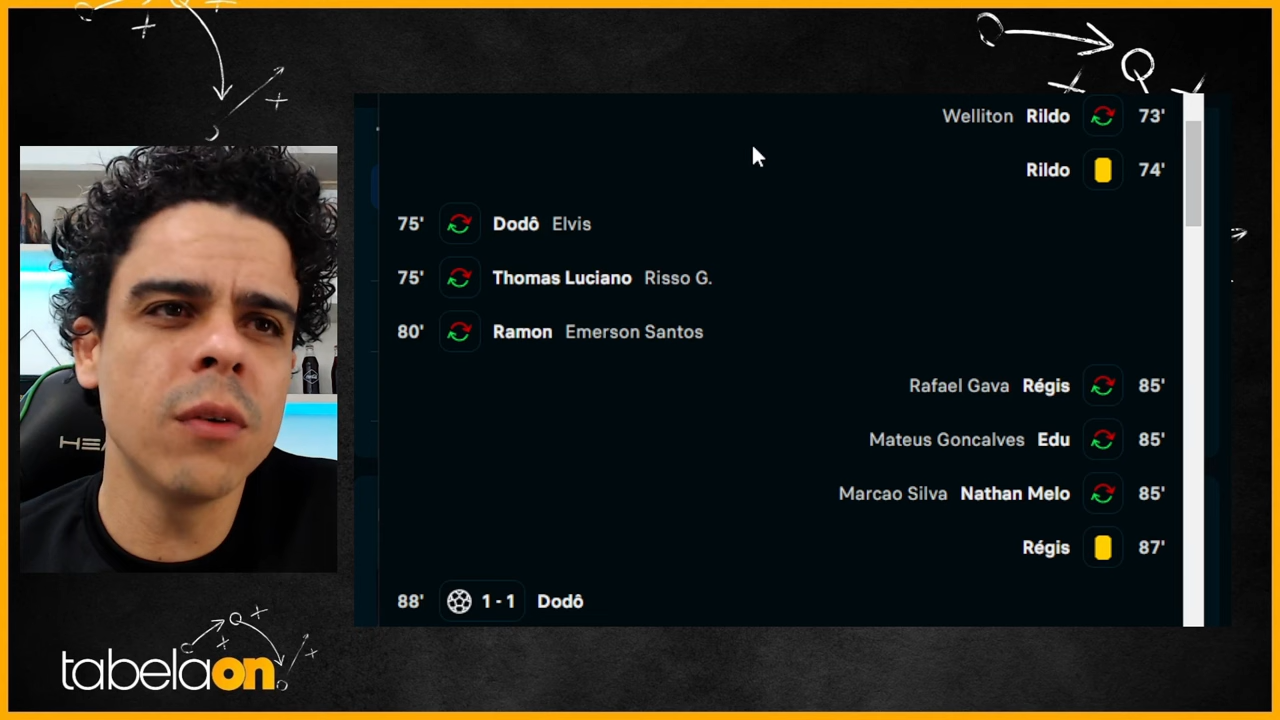 Welliton Rildo 73'
Rildo 74'
75' Dodô Elvis
75' Thomas Luciano Risso G.
80' Ramon Emerson Santos
Rafael Gava Régis 85'
Mateus Goncalves Edu 85'
Marcao Silva Nathan Melo 85'
Régis 87'
88' 1 - 1 Dodô
HEA
tabelaon